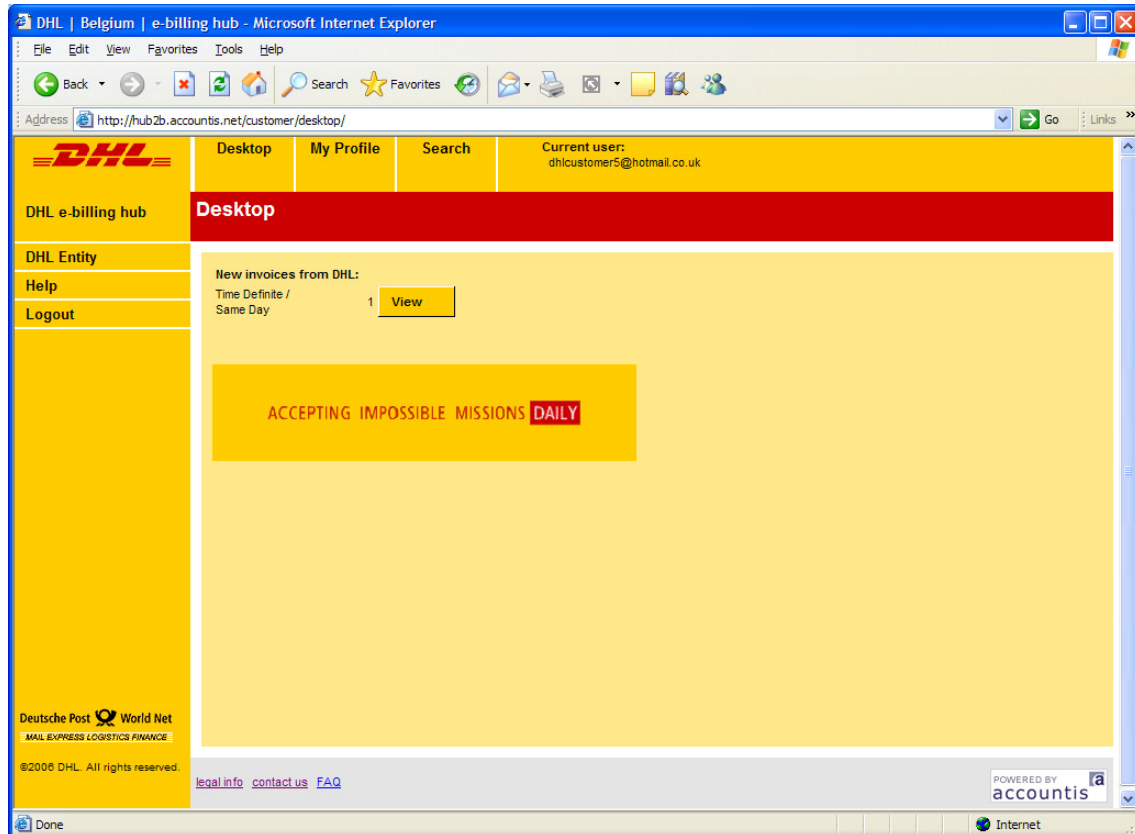 DHL | Belgium | e-billing hub - Microsoft Internet Explorer
File Edit View Favorites Tools Help
Back Search Favorites
Address http://hub2b.accountis.net/customer/desktop/ Go Links »
DHL Desktop My Profile Search Current user:
dhlcustomer5@hotmail.co.uk
DHL e-billing hub Desktop
DHL Entity
Help
Logout
New invoices from DHL:
Time Definite / 1 View
Same Day
ACCEPTING IMPOSSIBLE MISSIONS DAILY
Deutsche Post World Net
MAIL EXPRESS LOGISTICS FINANCE
©2006 DHL. All rights reserved.
legal info contact us FAQ
POWERED BY
accountis
a
Done Internet